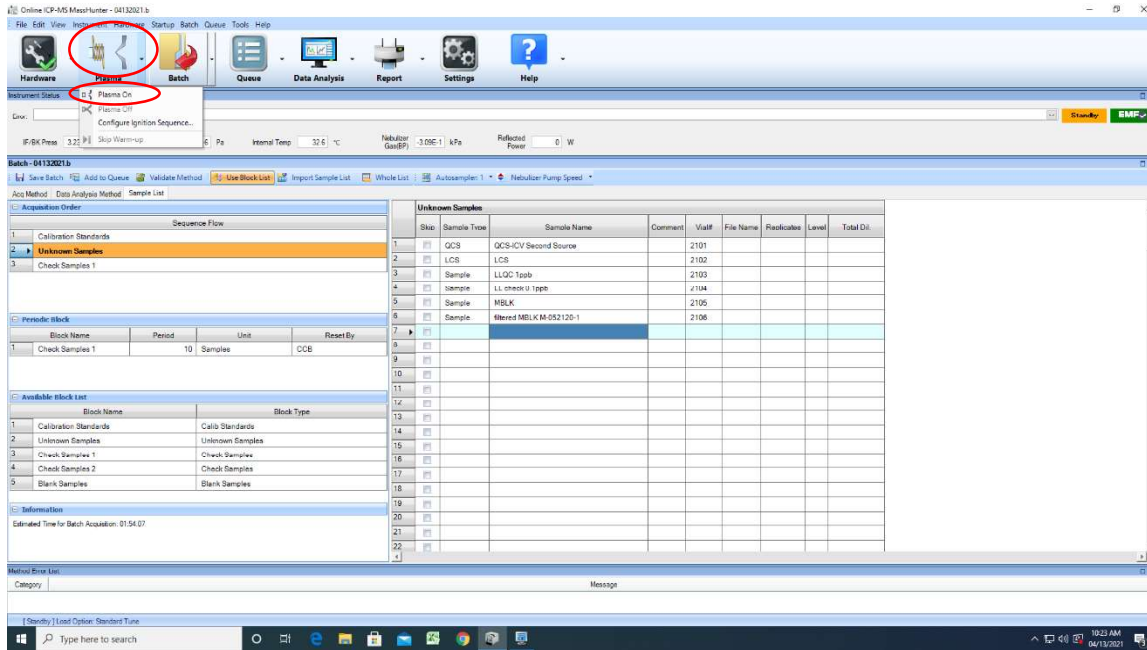 Online ICP-MS MassHunter - 04132021.b
File Edit View Instrument Hardware Startup Batch Queue Tools Help
Hardware Plasma Batch Queue Data Analysis Report Settings Help
Instrument Status
Plasma On
Plasma Off
Configure Ignition Sequence...
Skip Warm-up
Error:
Standby
IF/BK Press 3.23 Pa Internal Temp 32.6 °C Nebulizer Gas(BP) -3.09E-1 kPa Reflected Power 0 W
Batch - 04132021.b
Save Batch Add to Queue Validate Method Use Block List Import Sample List Whole List Autosampler: 1 Nebulizer Pump Speed
Acq Method Data Analysis Method Sample List
Acquisition Order
Sequence Flow
1 Calibration Standards
2 Unknown Samples
3 Check Samples 1
Periodic Block
Block Name Period Unit Reset By
1 Check Samples 1 10 Samples CCB
Available Block List
Block Name Block Type
1 Calibration Standards Calib Standards
2 Unknown Samples Unknown Samples
3 Check Samples 1 Check Samples
4 Check Samples 2 Check Samples
5 Blank Samples Blank Samples
Information
Estimated Time for Batch Acquisition: 01:54:07
Unknown Samples
Skip Sample Type Sample Name Comment Vial# File Name Replicates Level Total Dil.
1 QCS QCS-ICV Second Source 2101
2 LCS LCS 2102
3 Sample LLQC 1ppb 2103
4 Sample LL check 0.1ppb 2104
5 Sample MBLK 2105
6 Sample filtered MBLK M-052120-1 2106
7
8
9
10
11
12
13
14
15
16
17
18
19
20
21
22
Method Error List
Category Message
[Standby] Load Option: Standard Tune
Type here to search
10:23 AM
04/13/2021